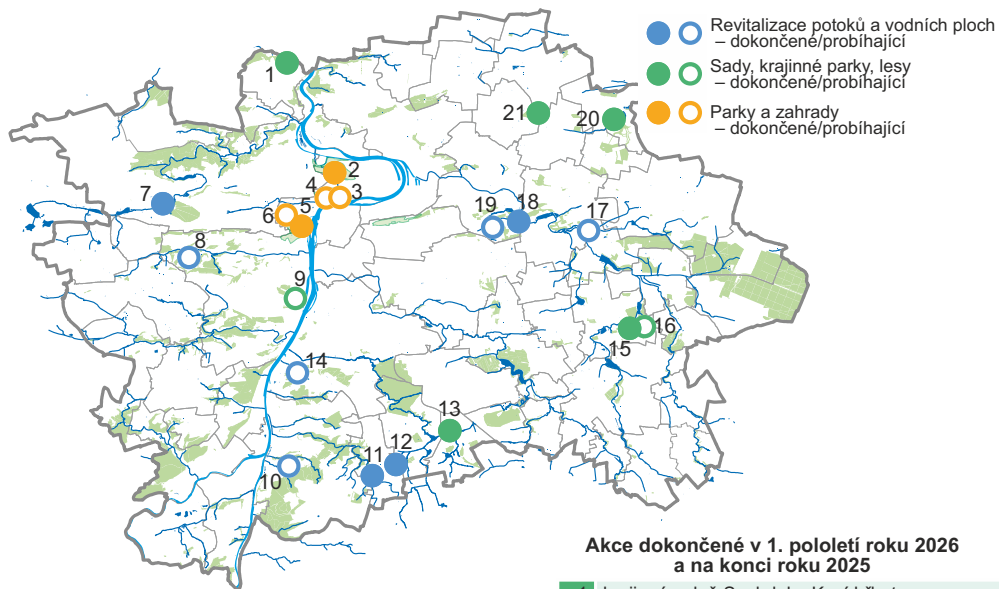 Revitalizace potoků a vodních ploch
– dokončené/probíhající
Sady, krajinné parky, lesy
– dokončené/probíhající
Parky a zahrady
– dokončené/probíhající
1
21
20
2
4
3
7
5
6
19
18
17
8
9
16
15
14
13
12
11
10
Akce dokončené v 1. pololetí roku 2026
a na konci roku 2025